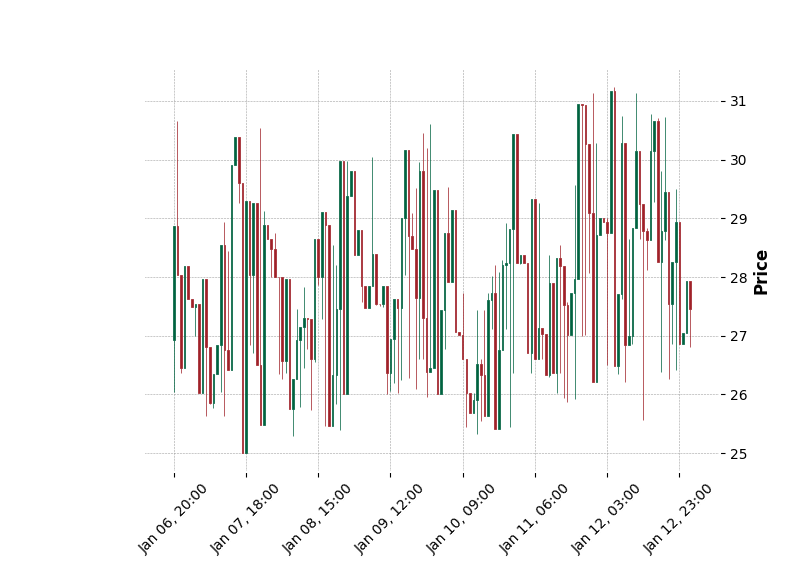 31
30
29
28
27
26
25
Price
Jan 06, 20:00
Jan 07, 18:00
Jan 08, 15:00
Jan 09, 12:00
Jan 10, 09:00
Jan 11, 06:00
Jan 12, 03:00
Jan 12, 23:00